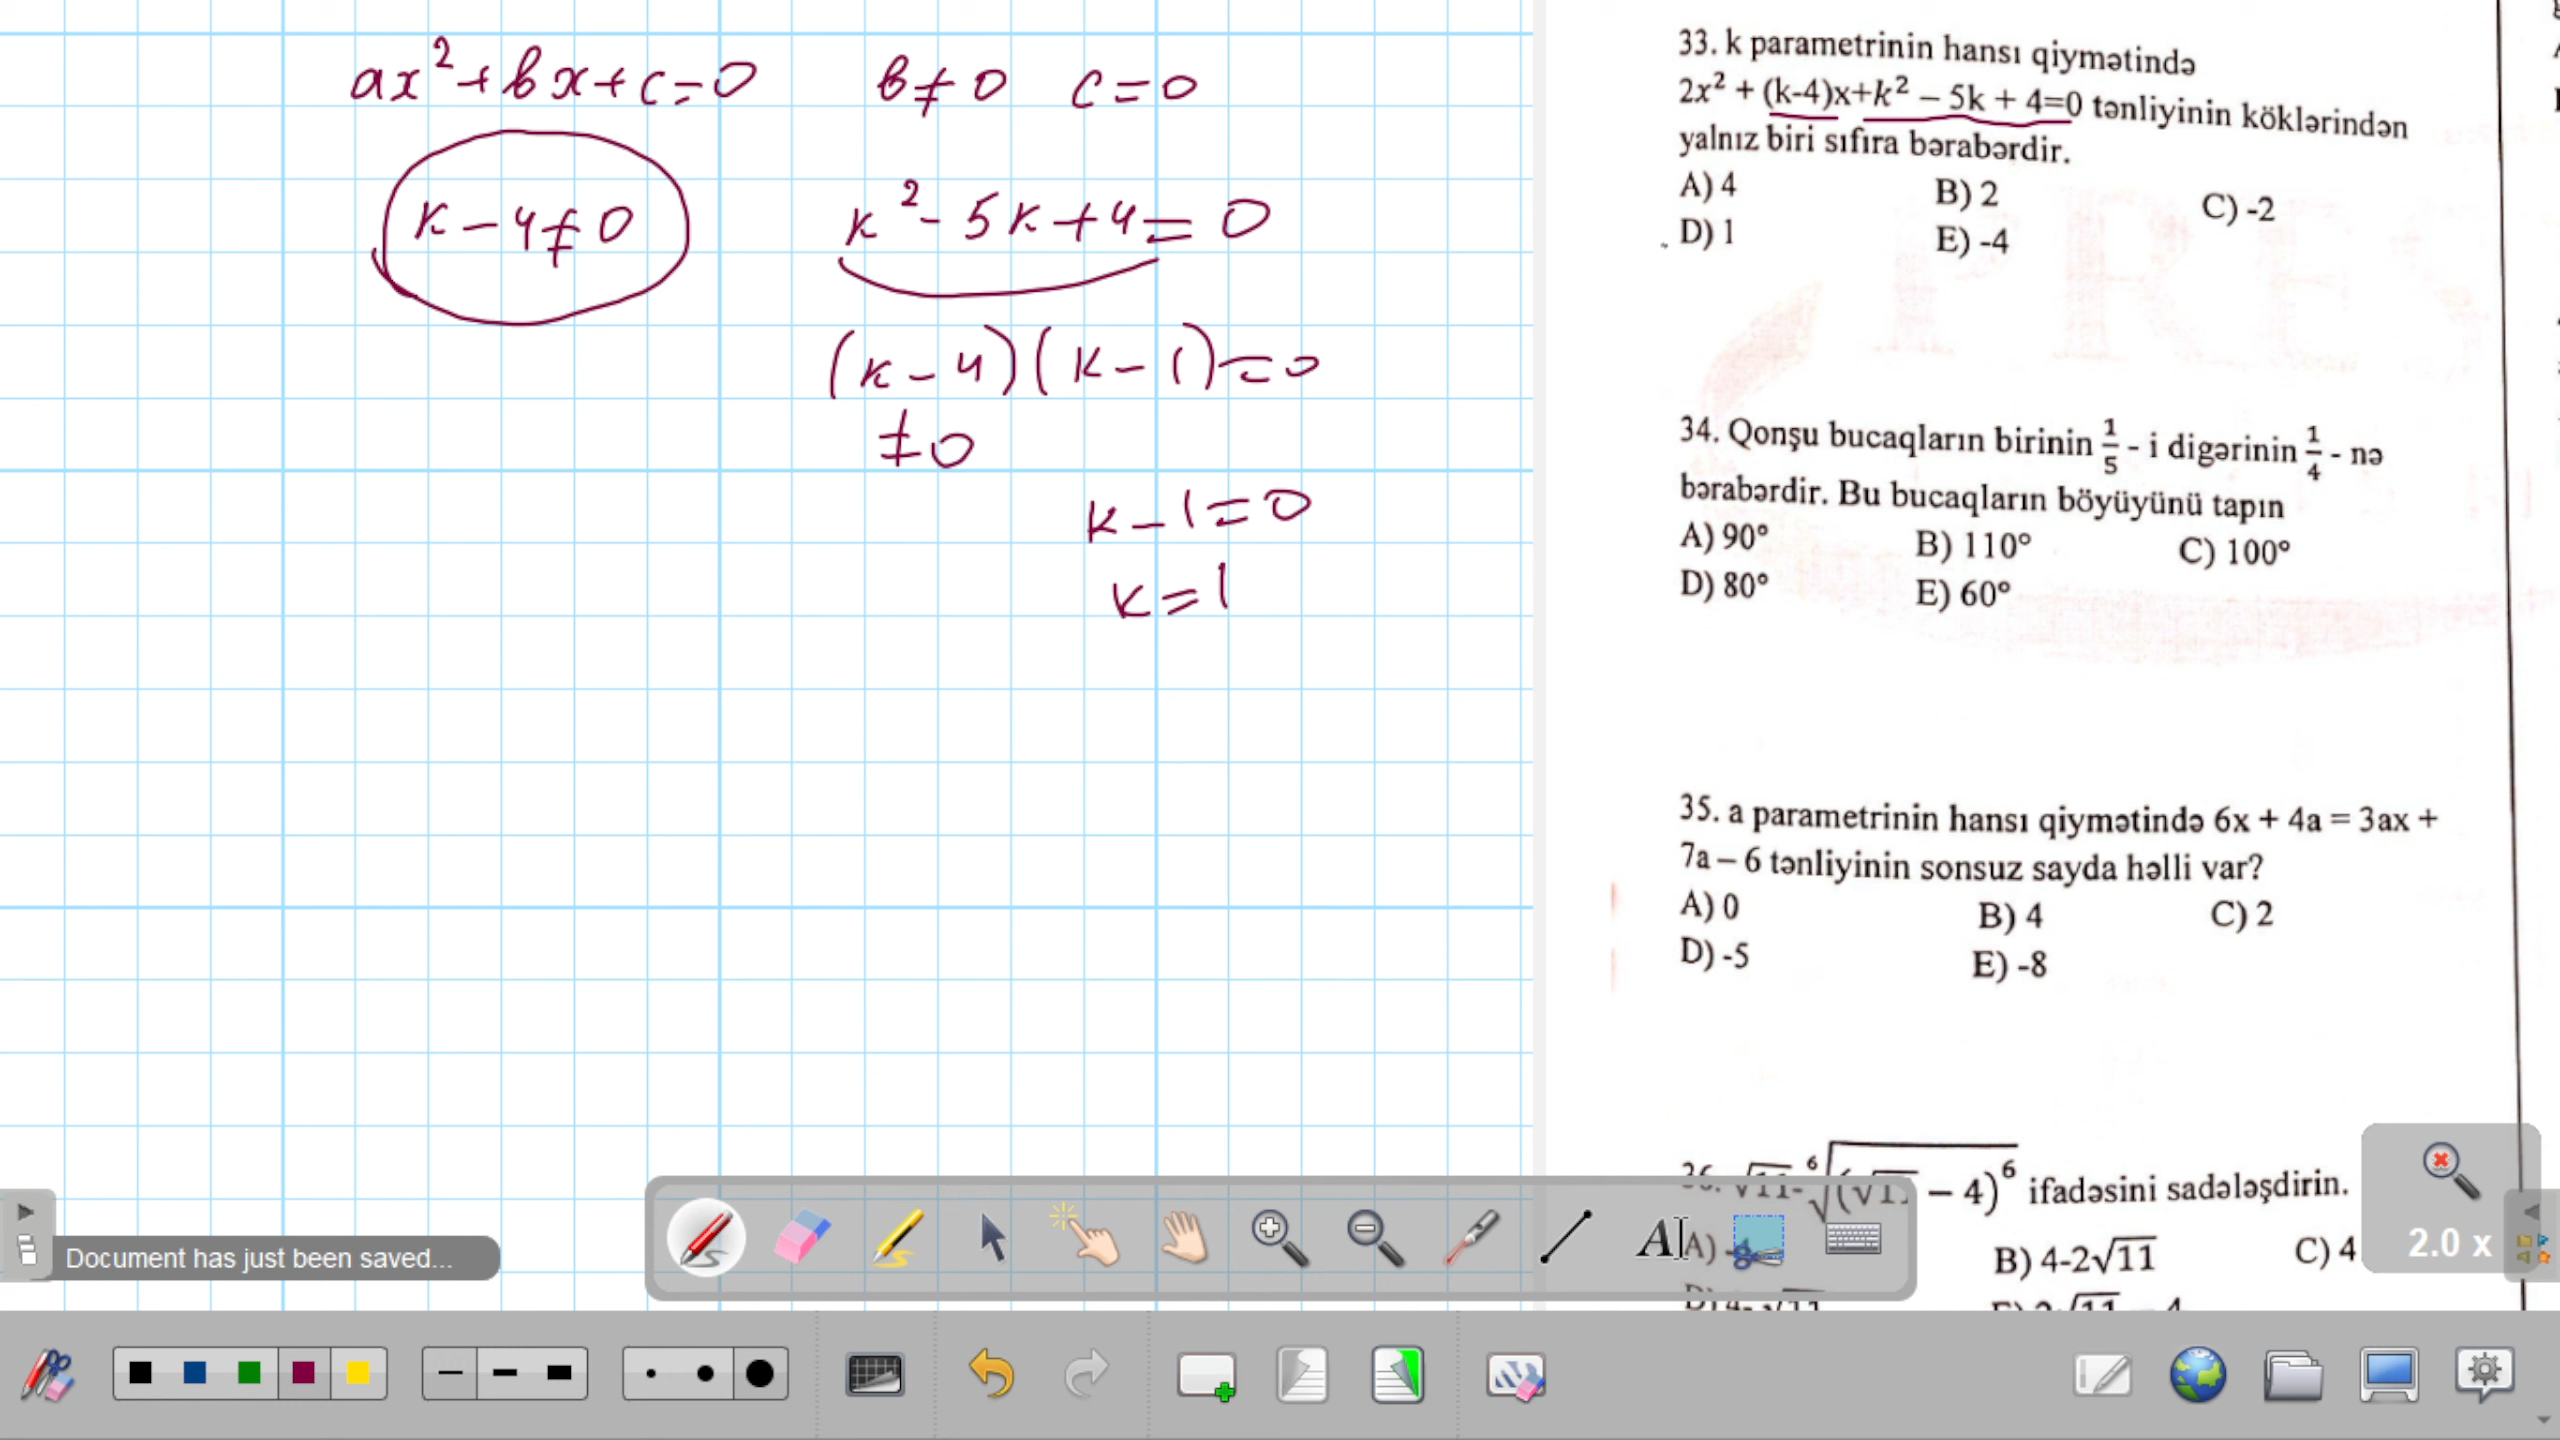 ax² + bx + c = 0   b ≠ 0   c = 0
k - 4 ≠ 0   k² - 5k + 4 = 0
(k - 4)(k - 1) = 0
≠ 0
k - 1 = 0
k = 1
33. k parametrinin hansı qiymətində
2x² + (k-4)x+k² – 5k + 4=0 tənliyinin köklərindən
yalnız biri sıfıra bərabərdir.
A) 4   B) 2   C) -2
D) 1   E) -4
34. Qonşu bucaqların birinin 1/5 - i digərinin 1/4 - nə
bərabərdir. Bu bucaqların böyüyünü tapın
A) 90°   B) 110°   C) 100°
D) 80°   E) 60°
35. a parametrinin hansı qiymətində 6x + 4a = 3ax +
7a – 6 tənliyinin sonsuz sayda həlli var?
A) 0   B) 4   C) 2
D) -5   E) -8
– 4)⁶ ifadəsini sadələşdirin.
B) 4-2√11   C) 4
Document has just been saved...
2.0 x